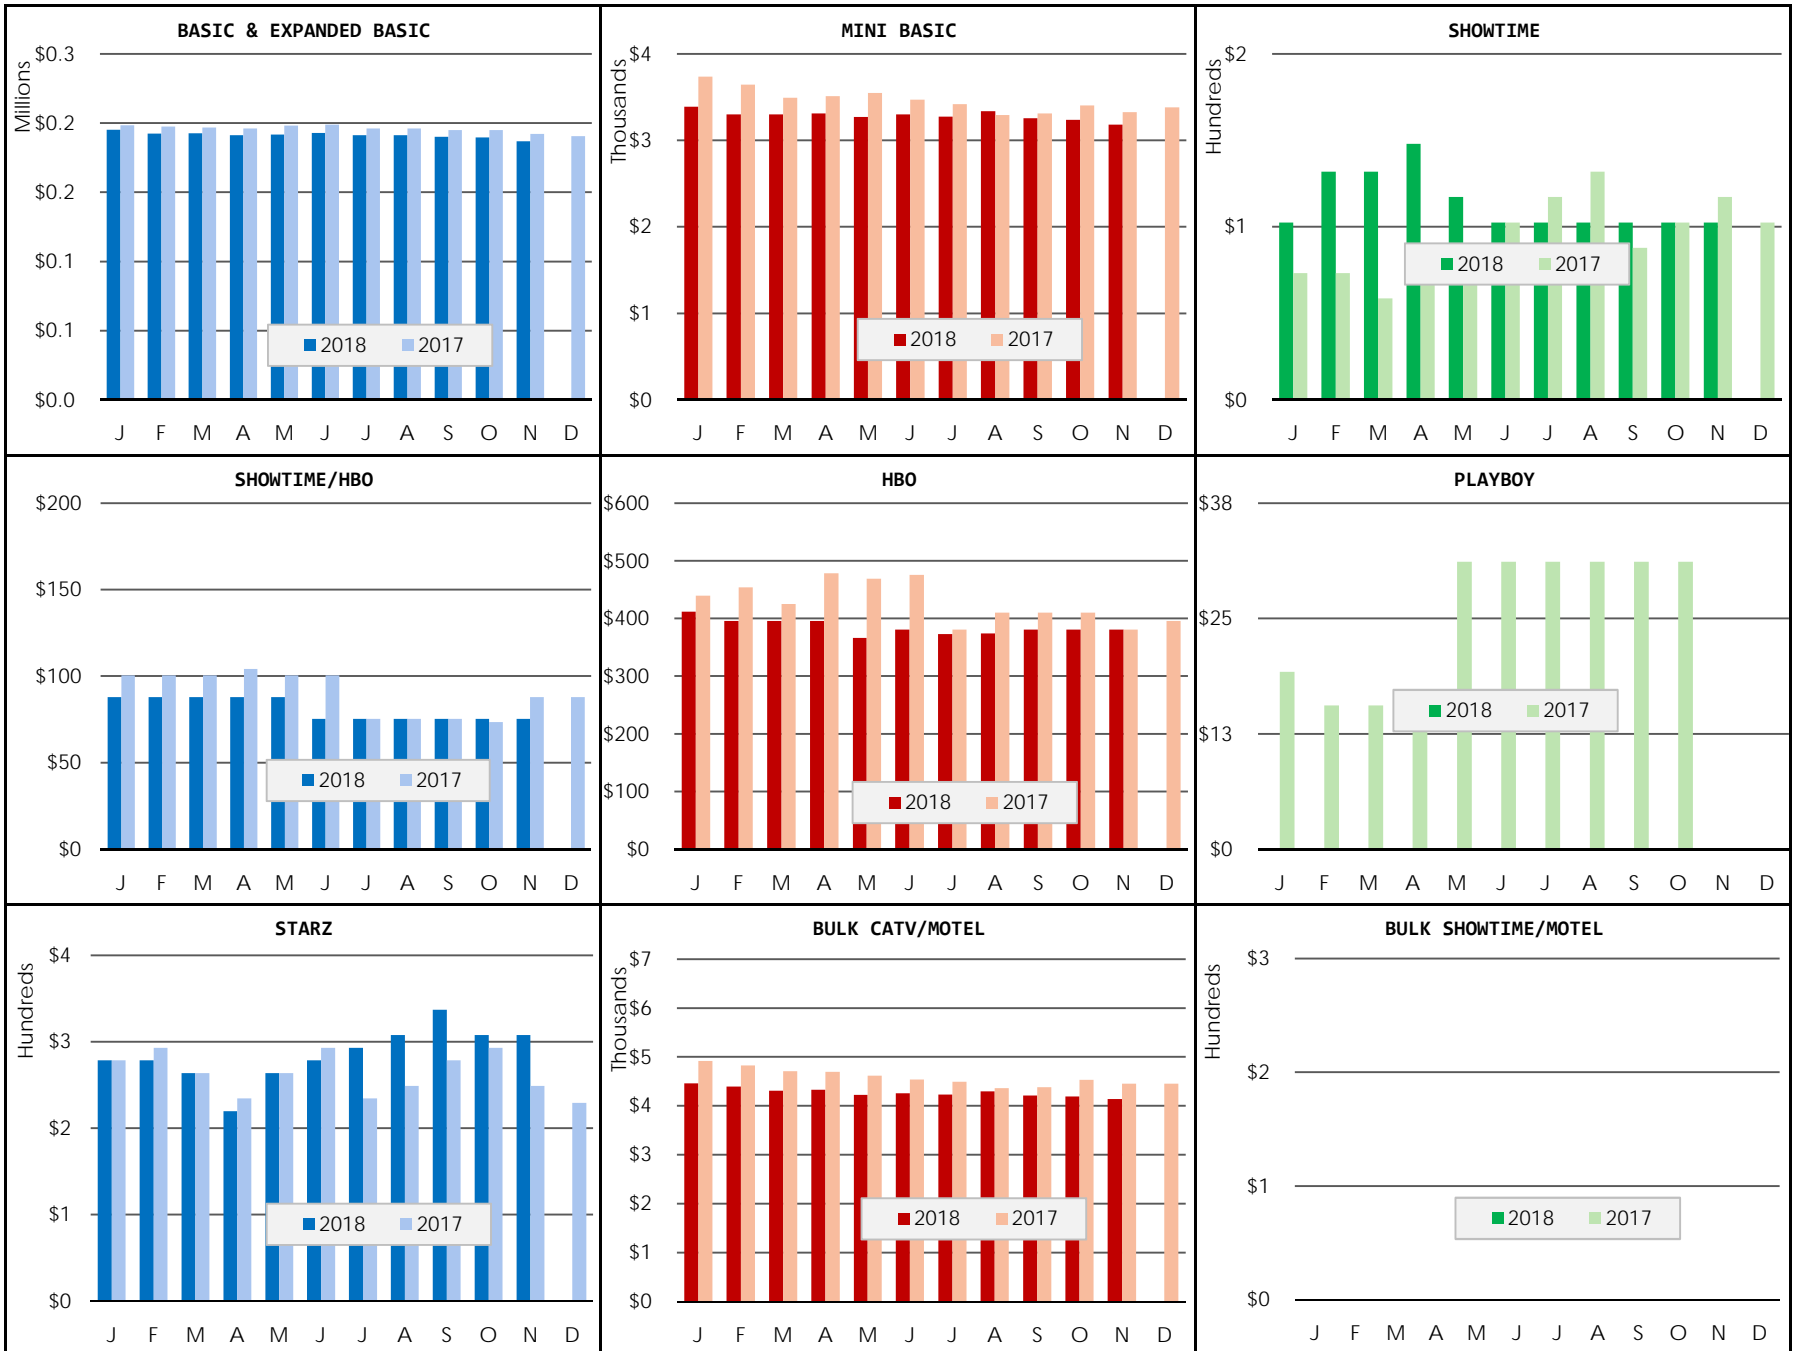 BASIC & EXPANDED BASIC
Millions
$0.3
$0.2
$0.2
$0.1
$0.1
$0.0
2018 2017
J F M A M J J A S O N D
MINI BASIC
Thousands
$4
$3
$2
$1
$0
2018 2017
J F M A M J J A S O N D
SHOWTIME
Hundreds
$2
$1
$0
2018 2017
J F M A M J J A S O N D
SHOWTIME/HBO
$200
$150
$100
$50
$0
2018 2017
J F M A M J J A S O N D
HBO
$600
$500
$400
$300
$200
$100
$0
2018 2017
J F M A M J J A S O N D
PLAYBOY
$38
$25
$13
$0
2018 2017
J F M A M J J A S O N D
STARZ
Hundreds
$4
$3
$2
$1
$0
2018 2017
J F M A M J J A S O N D
BULK CATV/MOTEL
Thousands
$7
$6
$5
$4
$3
$2
$1
$0
2018 2017
J F M A M J J A S O N D
BULK SHOWTIME/MOTEL
Hundreds
$3
$2
$1
$0
2018 2017
J F M A M J J A S O N D